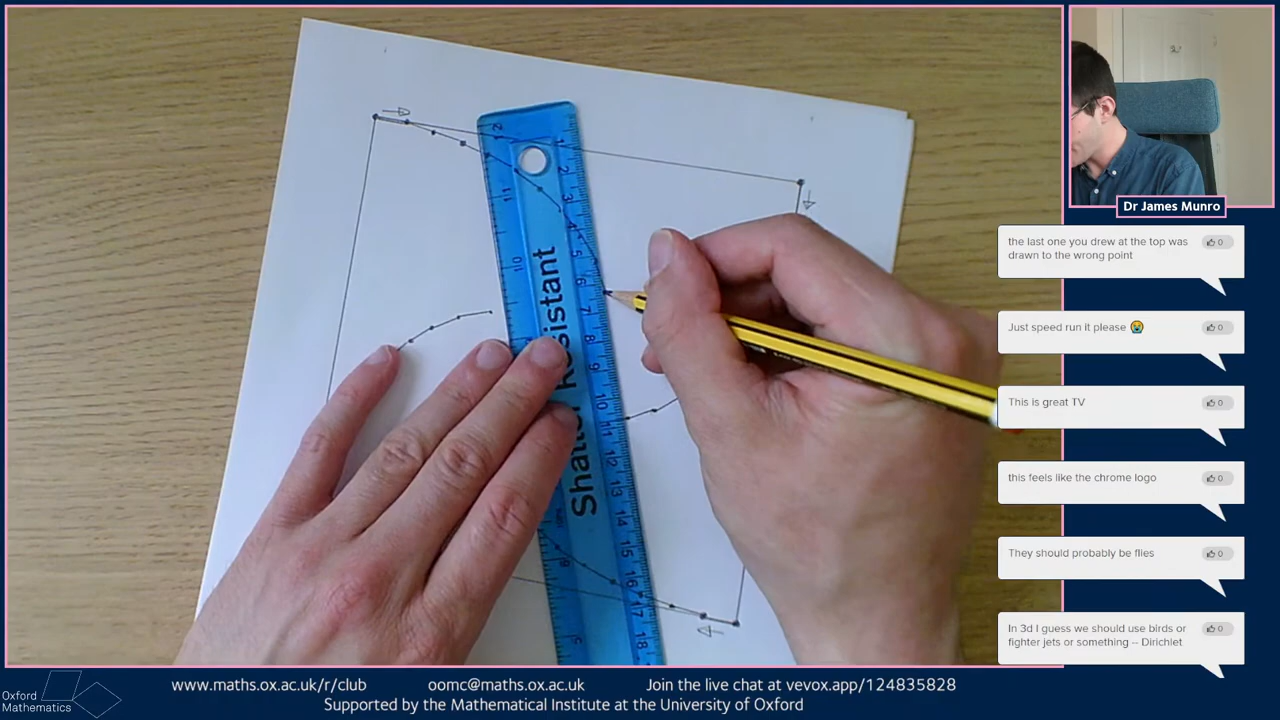 Shatter Resistant
Dr James Munro
the last one you drew at the top was
drawn to the wrong point
0
Just speed run it please 😭
0
This is great TV
0
this feels like the chrome logo
0
They should probably be flies
0
In 3d I guess we should use birds or
fighter jets or something -- Dirichlet
0
Oxford
Mathematics
www.maths.ox.ac.uk/r/club
oomc@maths.ox.ac.uk
Join the live chat at vevox.app/124835828
Supported by the Mathematical Institute at the University of Oxford